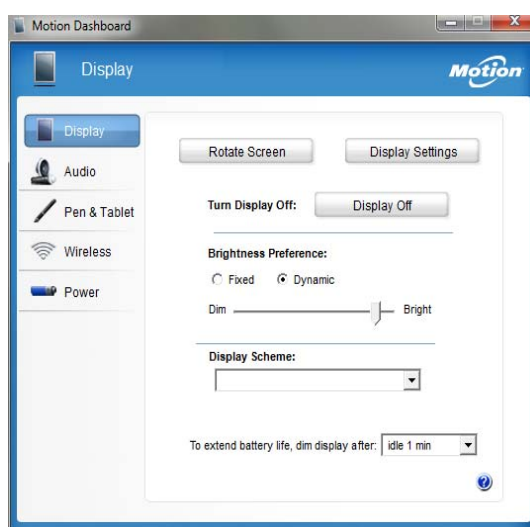 Motion Dashboard
Display
Motion
Display
Audio
Pen & Tablet
Wireless
Power
Rotate Screen Display Settings
Turn Display Off: Display Off
Brightness Preference:
Fixed Dynamic
Dim Bright
Display Scheme:
To extend battery life, dim display after: idle 1 min